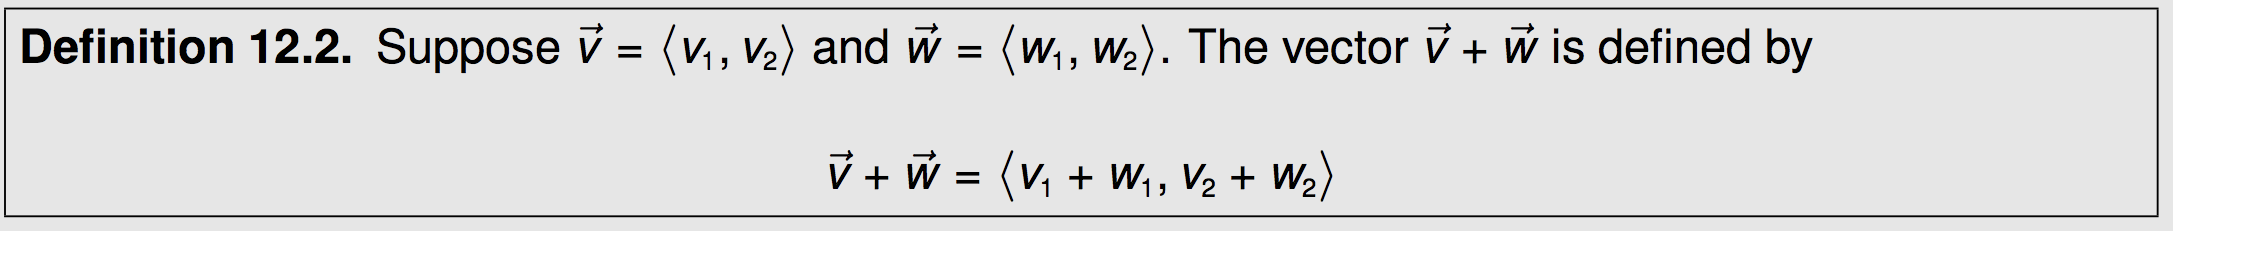 Definition 12.2. Suppose v⃗ = ⟨v₁, v₂⟩ and w⃗ = ⟨w₁, w₂⟩. The vector v⃗ + w⃗ is defined by
v⃗ + w⃗ = ⟨v₁ + w₁, v₂ + w₂⟩